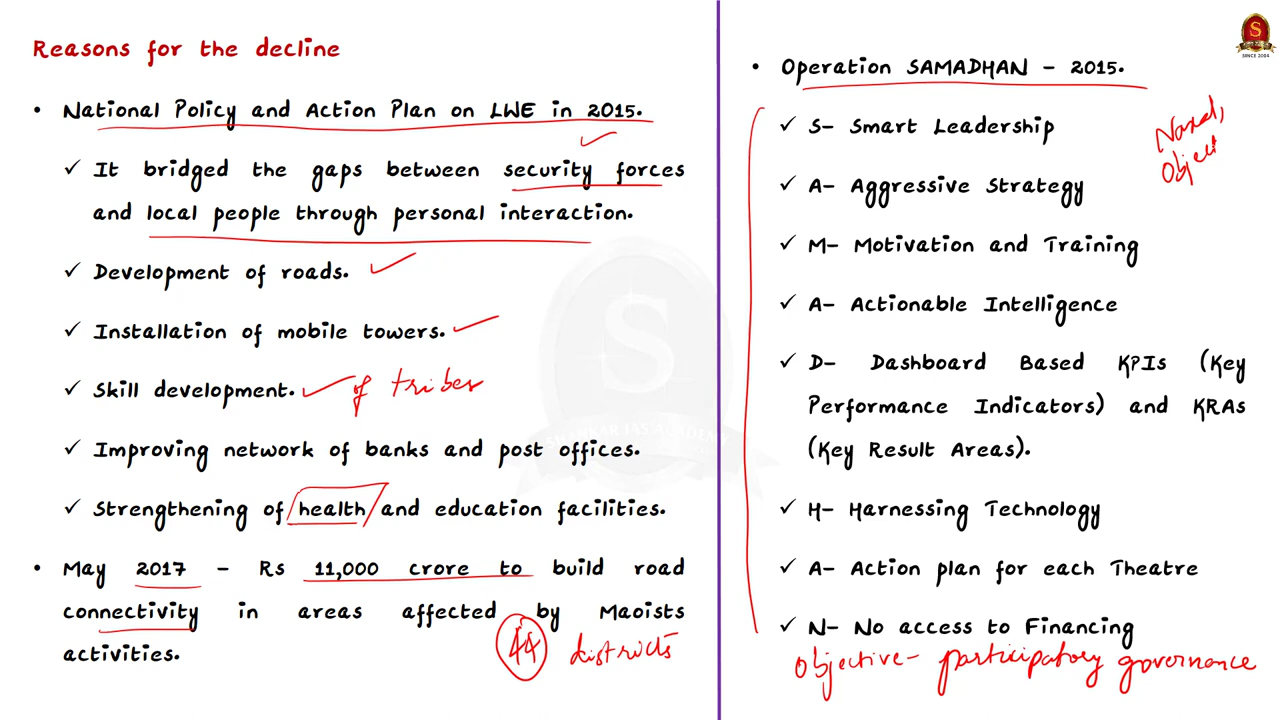 Reasons for the decline
• National Policy and Action Plan on LWE in 2015.
✓ It bridged the gaps between security forces
and local people through personal interaction.
✓ Development of roads.
✓ Installation of mobile towers.
✓ Skill development. of tribes
✓ Improving network of banks and post offices.
✓ Strengthening of health and education facilities.
• May 2017 - Rs 11,000 crore to build road
connectivity in areas affected by Maoists
activities. 44 districts
• Operation SAMADHAN - 2015.
✓ S- Smart Leadership
✓ A- Aggressive Strategy
✓ M- Motivation and Training
✓ A- Actionable Intelligence
✓ D- Dashboard Based KPIs (Key
Performance Indicators) and KRAs
(Key Result Areas).
✓ H- Harnessing Technology
✓ A- Action plan for each Theatre
✓ N- No access to Financing
Objective- participatory governance
S
SINCE 2004
SHANKAR IAS ACADEMY